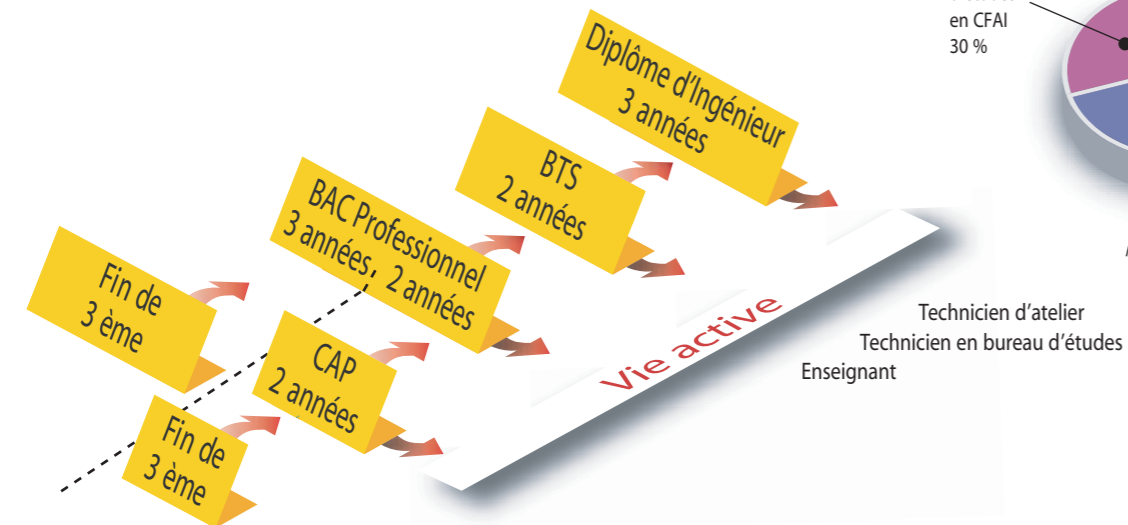 en CFAI
30 %
Diplôme d'Ingénieur
3 années
BTS
2 années
BAC Professionnel
3 années, 2 années
Fin de
3 ème
CAP
2 années
Fin de
3 ème
Vie active
Technicien d'atelier
Technicien en bureau d'études
Enseignant